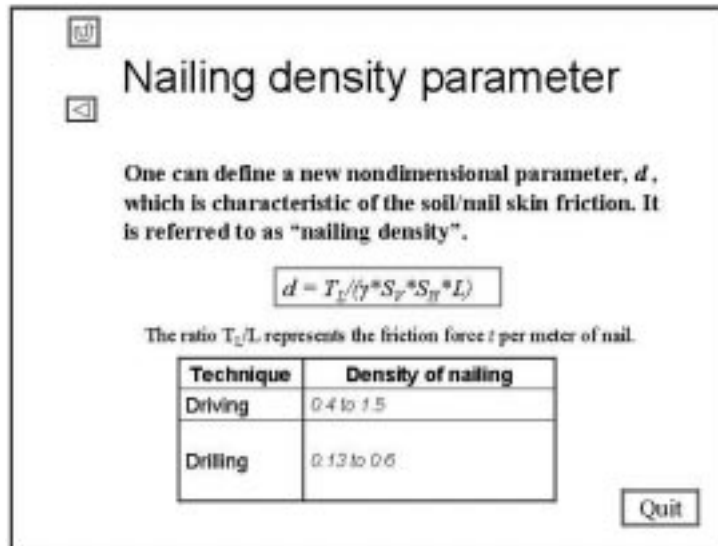 Nailing density parameter
One can define a new nondimensional parameter, d ,
which is characteristic of the soil/nail skin friction. It
is referred to as “nailing density”.
d = T_L/(γ*S_V*S_H*L)
The ratio T_L/L represents the friction force t per meter of nail.
Technique Density of nailing
Driving 0.4 to 1.5
Drilling 0.13 to 0.6
Quit